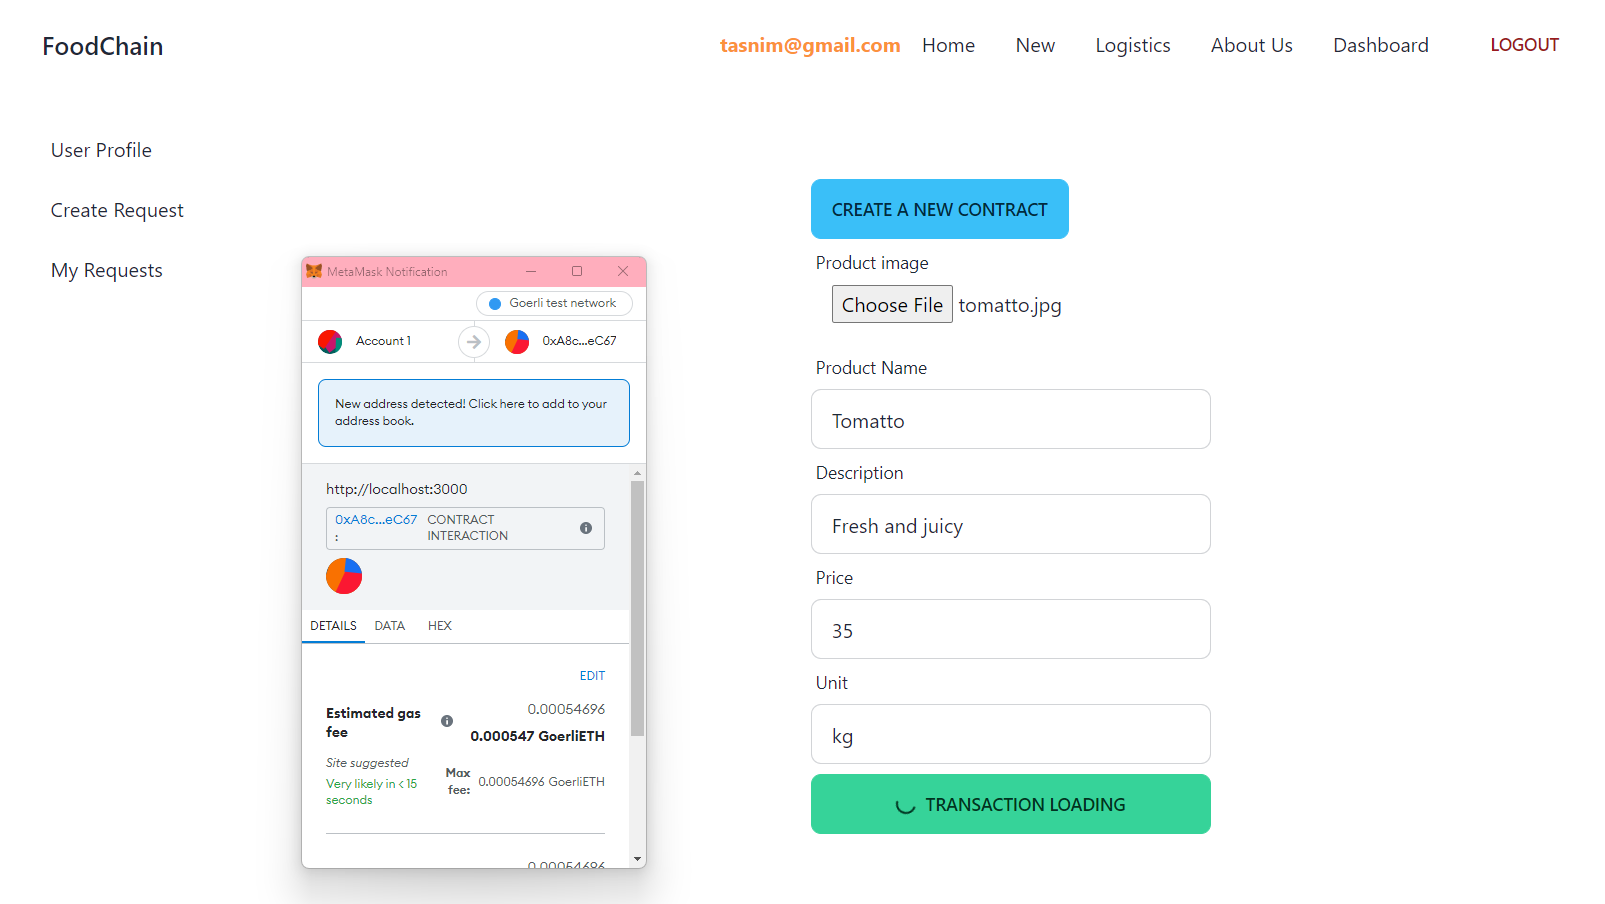 FoodChain
tasnim@gmail.com Home New Logistics About Us Dashboard LOGOUT
User Profile
Create Request
My Requests
MetaMask Notification
Goerli test network
Account 1
0xA8c...eC67
New address detected! Click here to add to your
address book.
http://localhost:3000
0xA8c...eC67 CONTRACT
: INTERACTION
DETAILS DATA HEX
EDIT
0.00054696
Estimated gas
fee
0.000547 GoerliETH
Site suggested
Very likely in < 15
seconds
Max
fee:
0.00054696 GoerliETH
0.00054696
CREATE A NEW CONTRACT
Product image
Choose File tomatto.jpg
Product Name
Tomatto
Description
Fresh and juicy
Price
35
Unit
kg
TRANSACTION LOADING